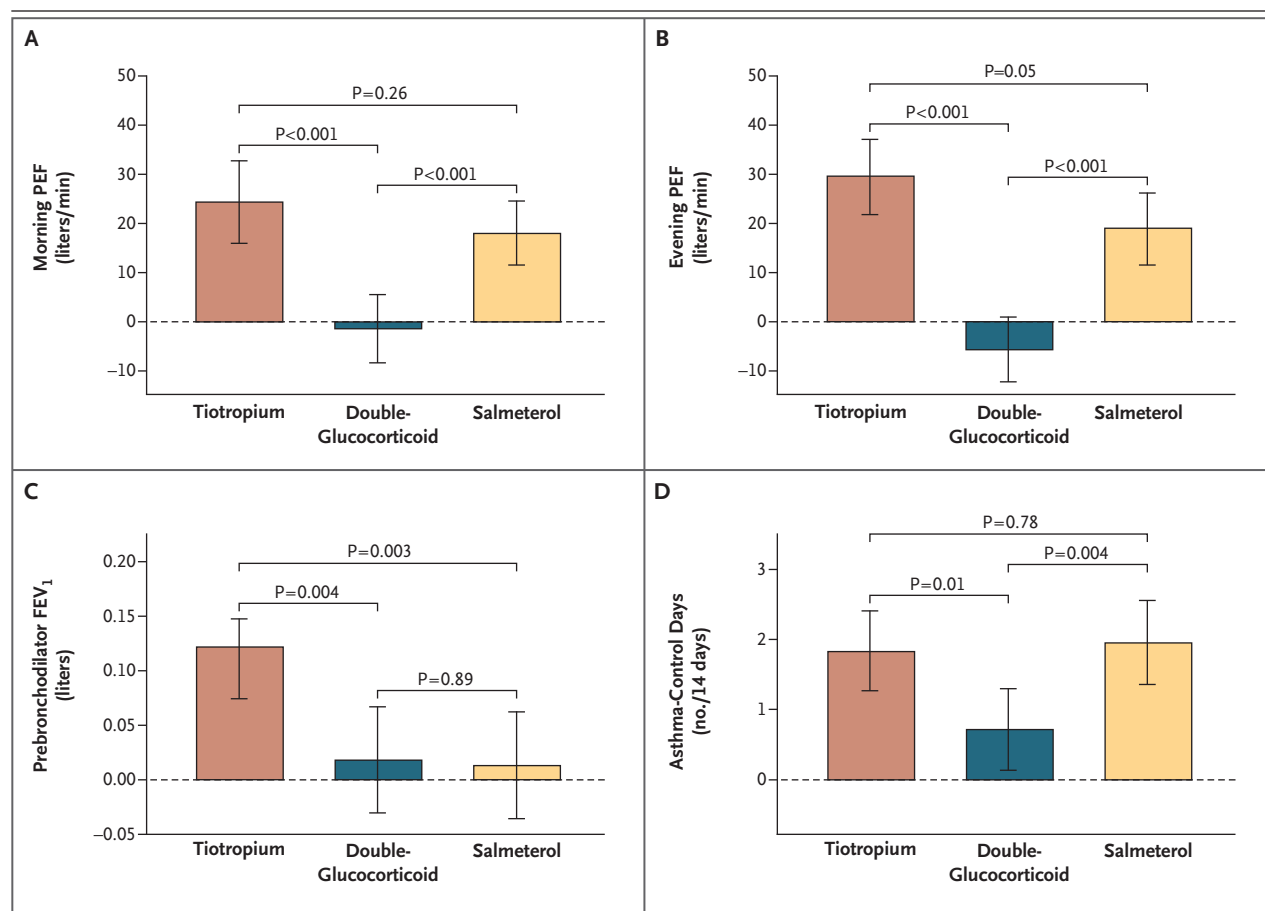 A
Morning PEF
(liters/min)
50
40
30
20
10
0
−10
P=0.26
P<0.001
P<0.001
Tiotropium
Double-
Glucocorticoid
Salmeterol
B
Evening PEF
(liters/min)
50
40
30
20
10
0
−10
P=0.05
P<0.001
P<0.001
Tiotropium
Double-
Glucocorticoid
Salmeterol
C
Prebronchodilator FEV1
(liters)
0.20
0.15
0.10
0.05
0.00
−0.05
P=0.003
P=0.004
P=0.89
Tiotropium
Double-
Glucocorticoid
Salmeterol
D
Asthma-Control Days
(no./14 days)
3
2
1
0
P=0.78
P=0.004
P=0.01
Tiotropium
Double-
Glucocorticoid
Salmeterol